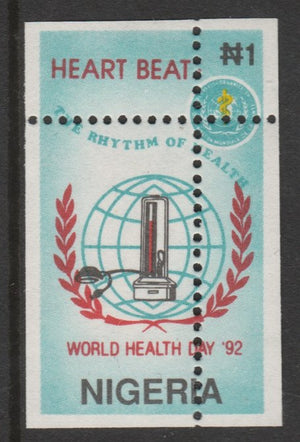 HEART BEAT ₦1
THE RHYTHM OF HEALTH
WORLD HEALTH DAY '92
NIGERIA